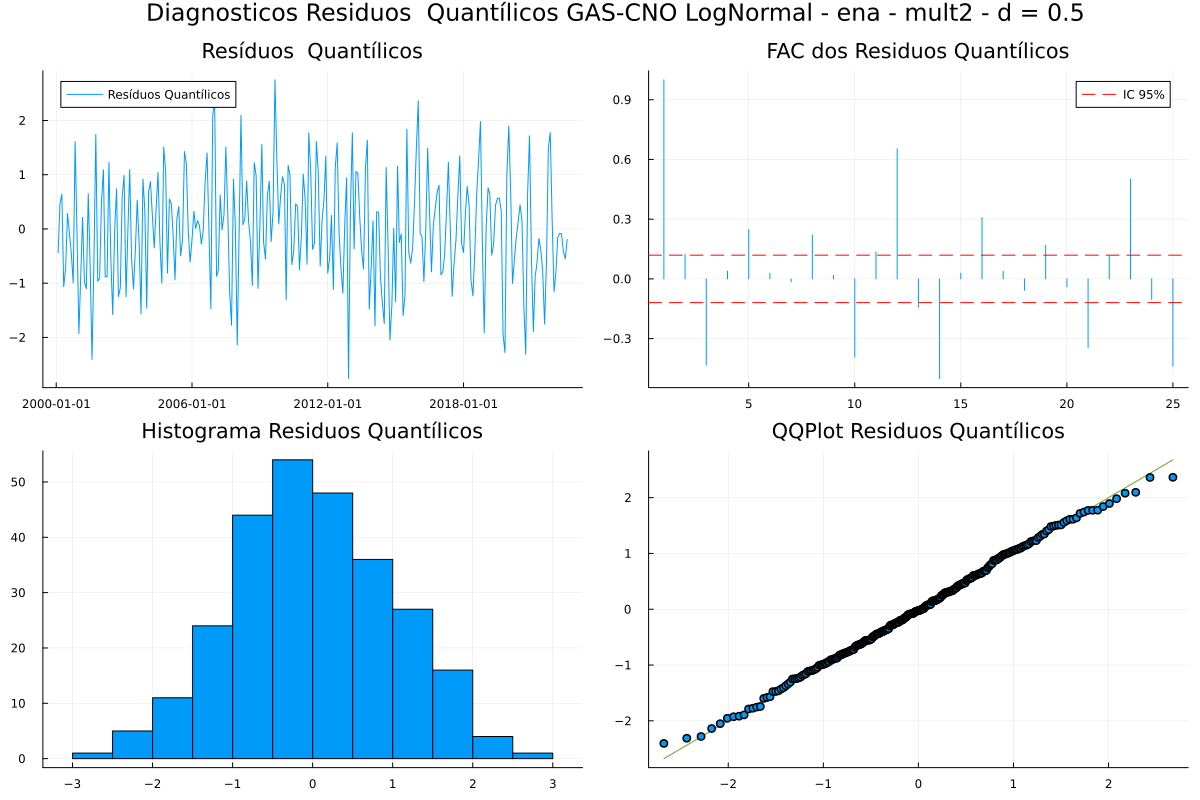 Diagnosticos Residuos  Quantílicos GAS-CNO LogNormal - ena - mult2 - d = 0.5
Resíduos  Quantílicos
Resíduos Quantílicos
2
1
0
−1
−2
2000-01-01 2006-01-01 2012-01-01 2018-01-01
FAC dos Residuos Quantílicos
IC 95%
0.9
0.6
0.3
0.0
−0.3
5 10 15 20 25
Histograma Residuos Quantílicos
50
40
30
20
10
0
−3 −2 −1 0 1 2 3
QQPlot Residuos Quantílicos
2
1
0
−1
−2
−2 −1 0 1 2